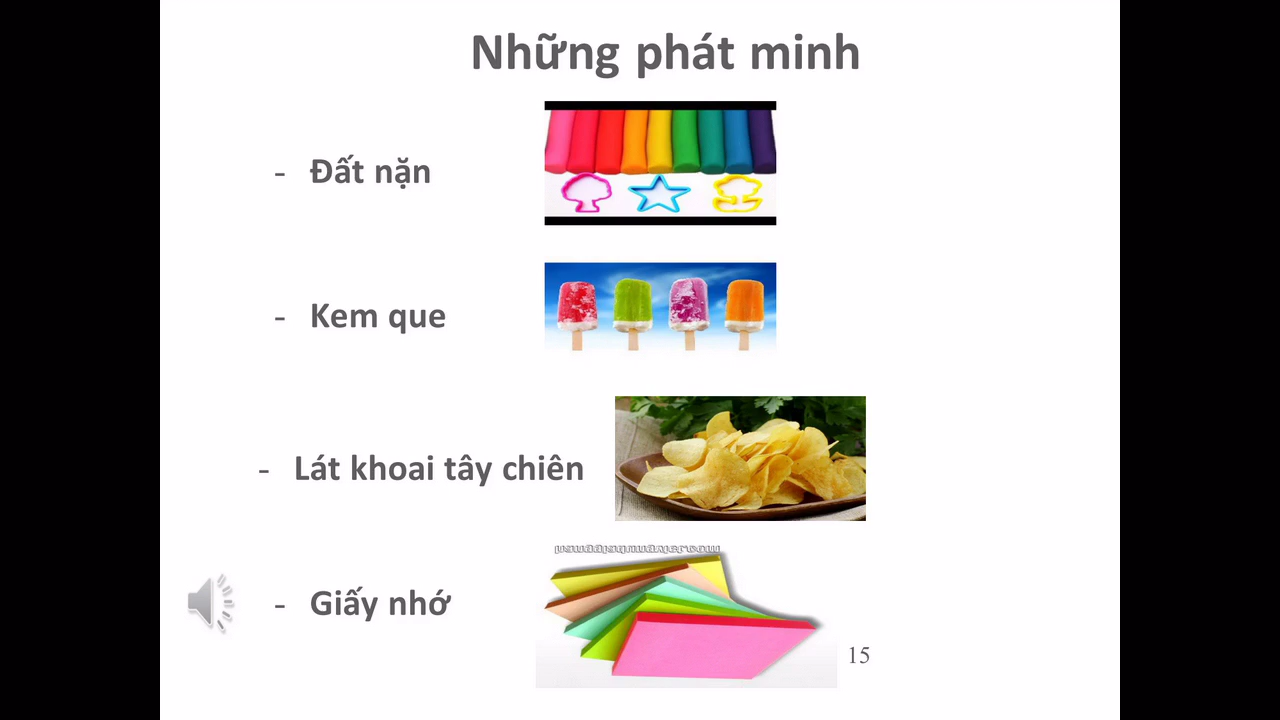 Những phát minh
- Đất nặn
- Kem que
- Lát khoai tây chiên
- Giấy nhớ
15